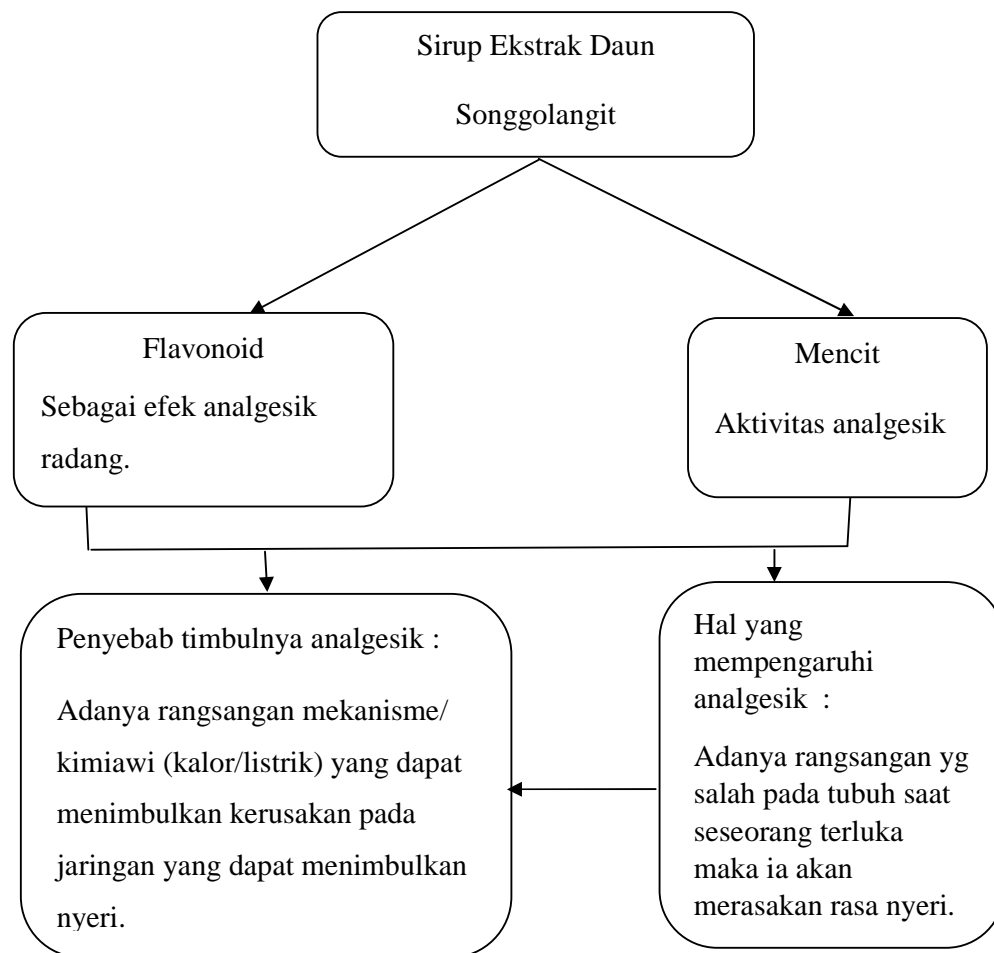 Sirup Ekstrak Daun
Songgolangit
Flavonoid
Sebagai efek analgesik
radang.
Mencit
Aktivitas analgesik
Penyebab timbulnya analgesik :
Adanya rangsangan mekanisme/
kimiawi (kalor/listrik) yang dapat
menimbulkan kerusakan pada
jaringan yang dapat menimbulkan
nyeri.
Hal yang
mempengaruhi
analgesik :
Adanya rangsangan yg
salah pada tubuh saat
seseorang terluka
maka ia akan
merasakan rasa nyeri.